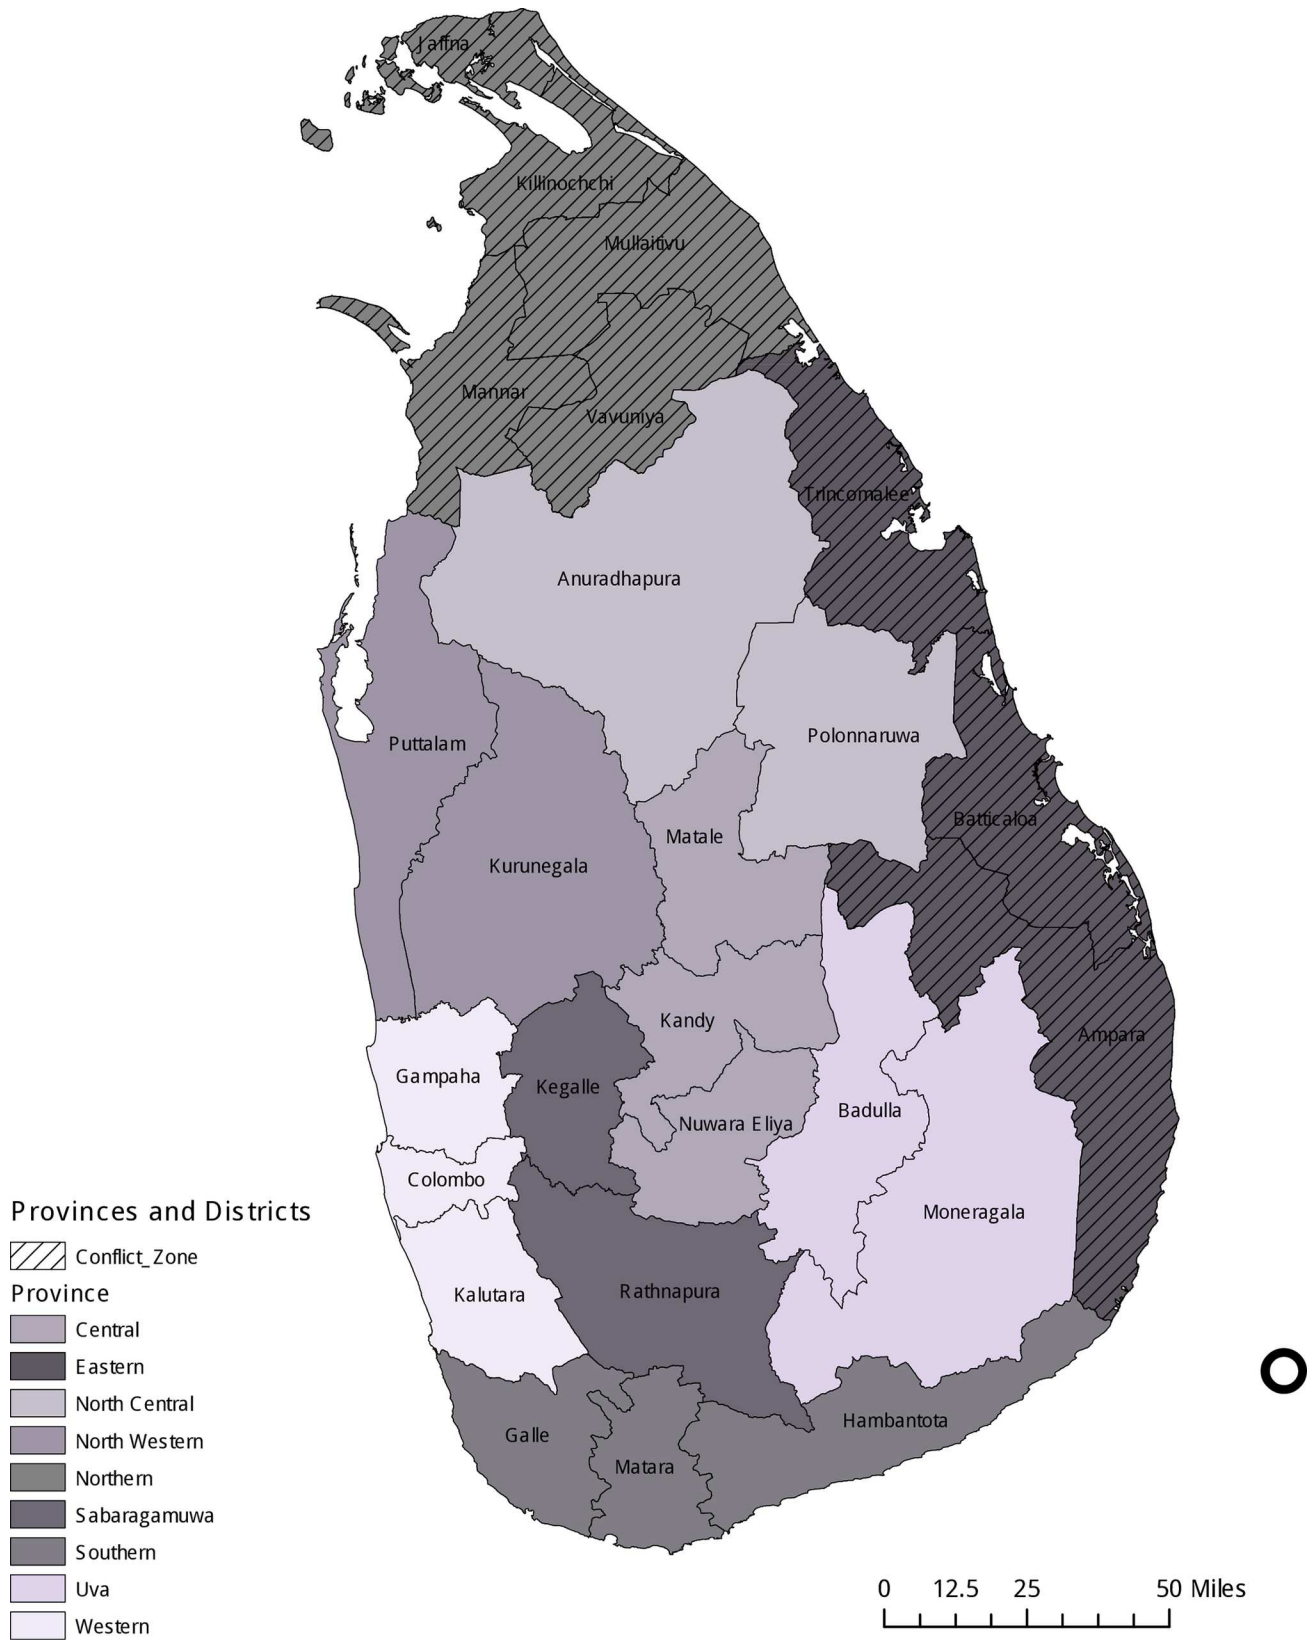 Jaffna
Killinochchi
Mullaitivu
Mannar
Vavuniya
Trincomalee
Anuradhapura
Polonnaruwa
Puttalam
Batticaloa
Matale
Kurunegala
Kandy
Ampara
Gampaha
Kegalle
Badulla
Nuwara Eliya
Colombo
Moneragala
Rathnapura
Kalutara
Hambantota
Galle
Matara
Provinces and Districts
Conflict_Zone
Province
Central
Eastern
North Central
North Western
Northern
Sabaragamuwa
Southern
Uva
Western
0 12.5 25 50 Miles